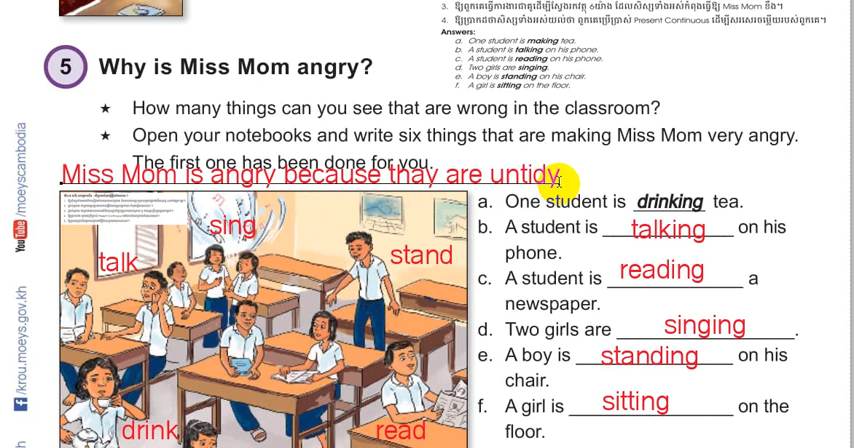 3. ឱ្យពួកគេធ្វើការងារជាគូដើម្បីស្វែងរកវត្ថុ ៦យ៉ាង ដែលសិស្សទាំងអស់កំពុងធ្វើឱ្យ Miss Mom ខឹង។
4. ឱ្យប្រាកដថាសិស្សទាំងអស់យល់ថា ពួកគេប្រើប្រាស់ Present Continuous ដើម្បីសរសេរចម្លើយរបស់ពួកគេ។
Answers:
a. One student is making tea.
b. A student is talking on his phone.
c. A student is reading on his phone.
d. Two girls are singing.
e. A boy is standing on his chair.
f. A girl is sitting on the floor.
5 Why is Miss Mom angry?
★ How many things can you see that are wrong in the classroom?
★ Open your notebooks and write six things that are making Miss Mom very angry.
The first one has been done for you.
Miss Mom is angry because thay are untidy
sing
talk
stand
drink
read
a. One student is drinking tea.
b. A student is talking on his
phone.
c. A student is reading a
newspaper.
d. Two girls are singing.
e. A boy is standing on his
chair.
f. A girl is sitting on the
floor.
YouTube /moeyscambodia
f /krou.moeys.gov.kh